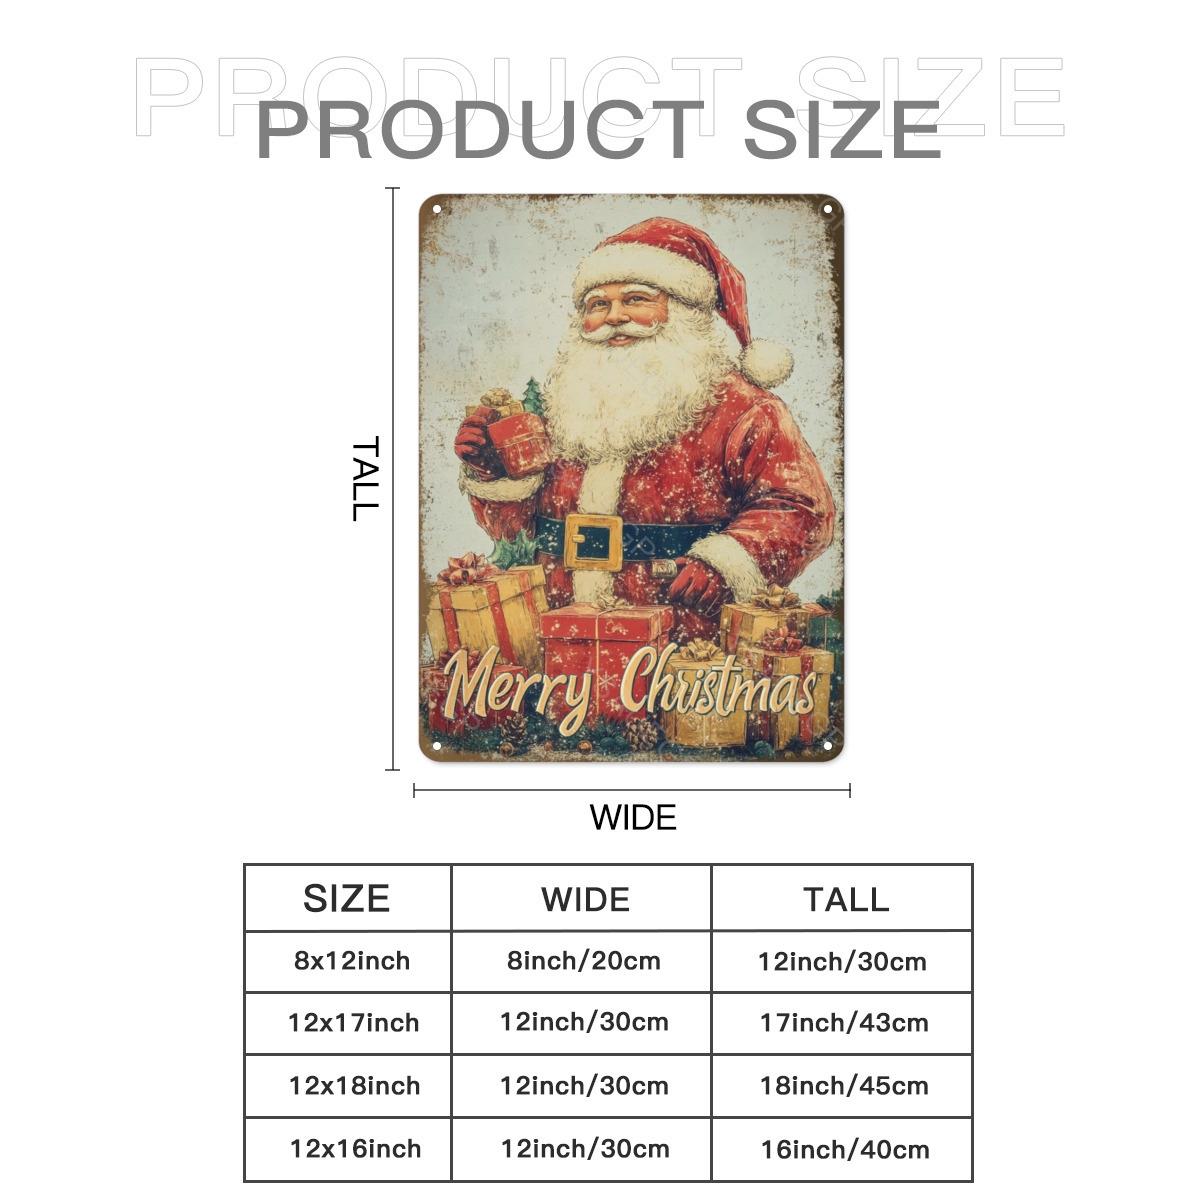 PRODUCT SIZE
PRODUCT SIZE
TALL
Merry Christmas
WIDE
SIZE WIDE TALL
8x12inch 8inch/20cm 12inch/30cm
12x17inch 12inch/30cm 17inch/43cm
12x18inch 12inch/30cm 18inch/45cm
12x16inch 12inch/30cm 16inch/40cm